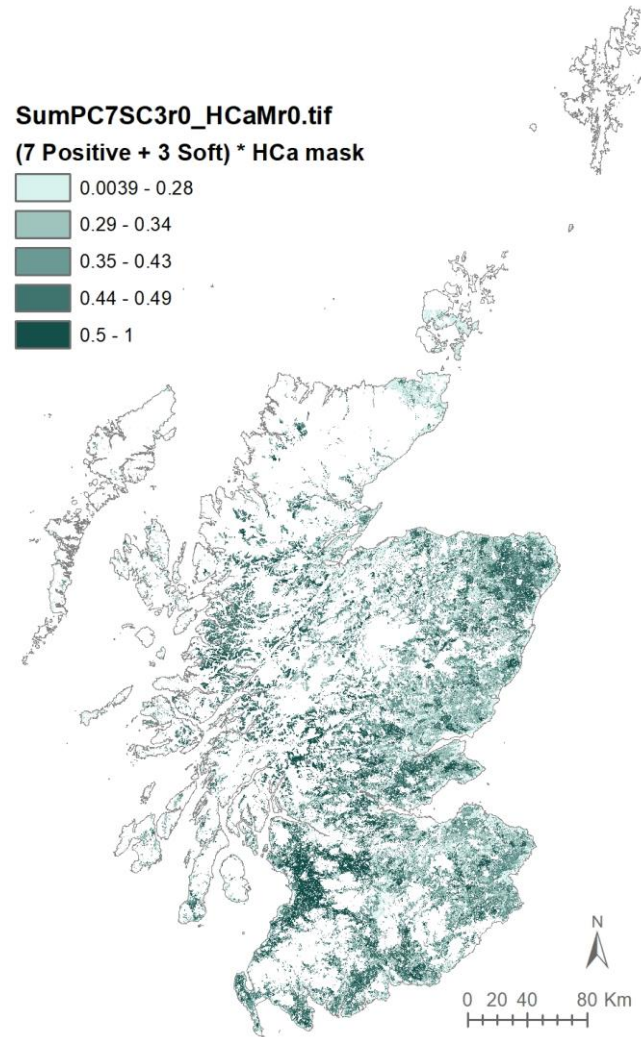 SumPC7SC3r0_HCaMr0.tif
(7 Positive + 3 Soft) * HCa mask
0.0039 - 0.28
0.29 - 0.34
0.35 - 0.43
0.44 - 0.49
0.5 - 1
N
0 20 40 80 Km